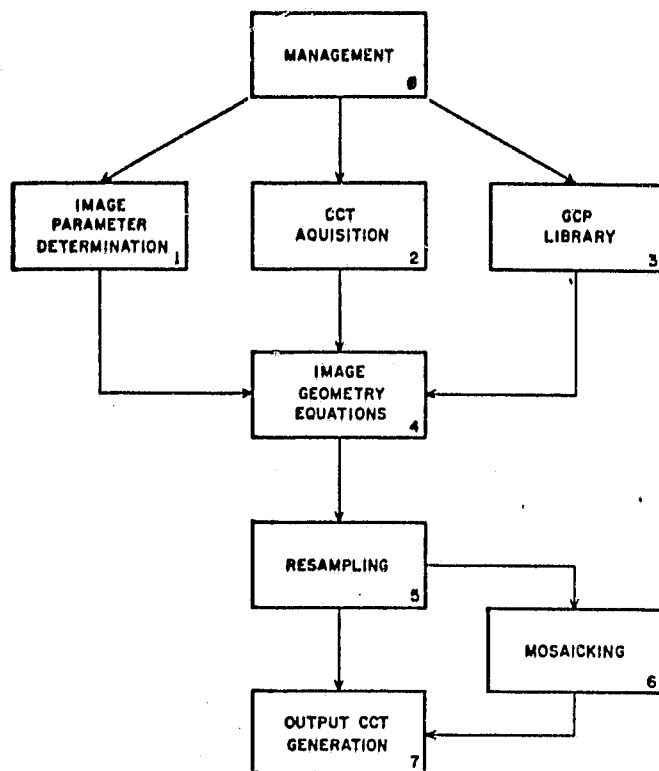 MANAGEMENT
0
IMAGE
PARAMETER
DETERMINATION
1
CCT
AQUISITION
2
GCP
LIBRARY
3
IMAGE
GEOMETRY
EQUATIONS
4
RESAMPLING
5
MOSAICKING
6
OUTPUT CCT
GENERATION
7